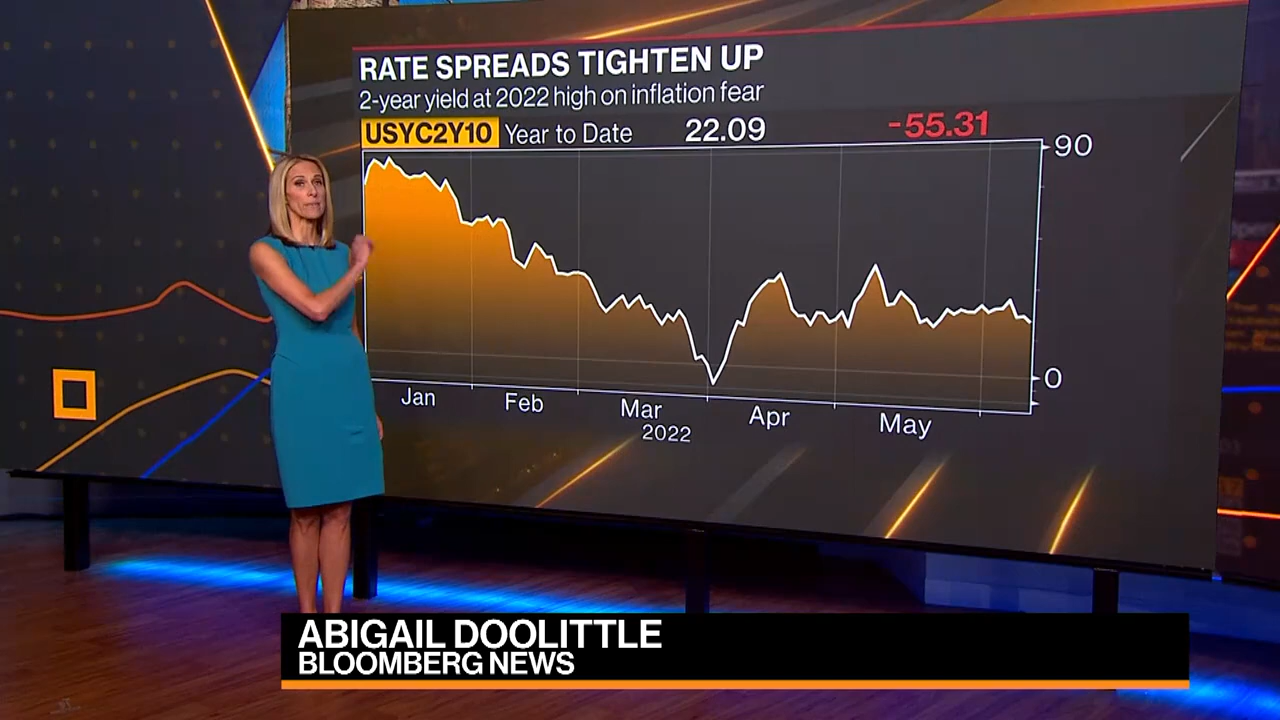 RATE SPREADS TIGHTEN UP
2-year yield at 2022 high on inflation fear
USYC2Y10 Year to Date 22.09 -55.31
90
0
Jan Feb Mar Apr May
2022
ABIGAIL DOOLITTLE
BLOOMBERG NEWS